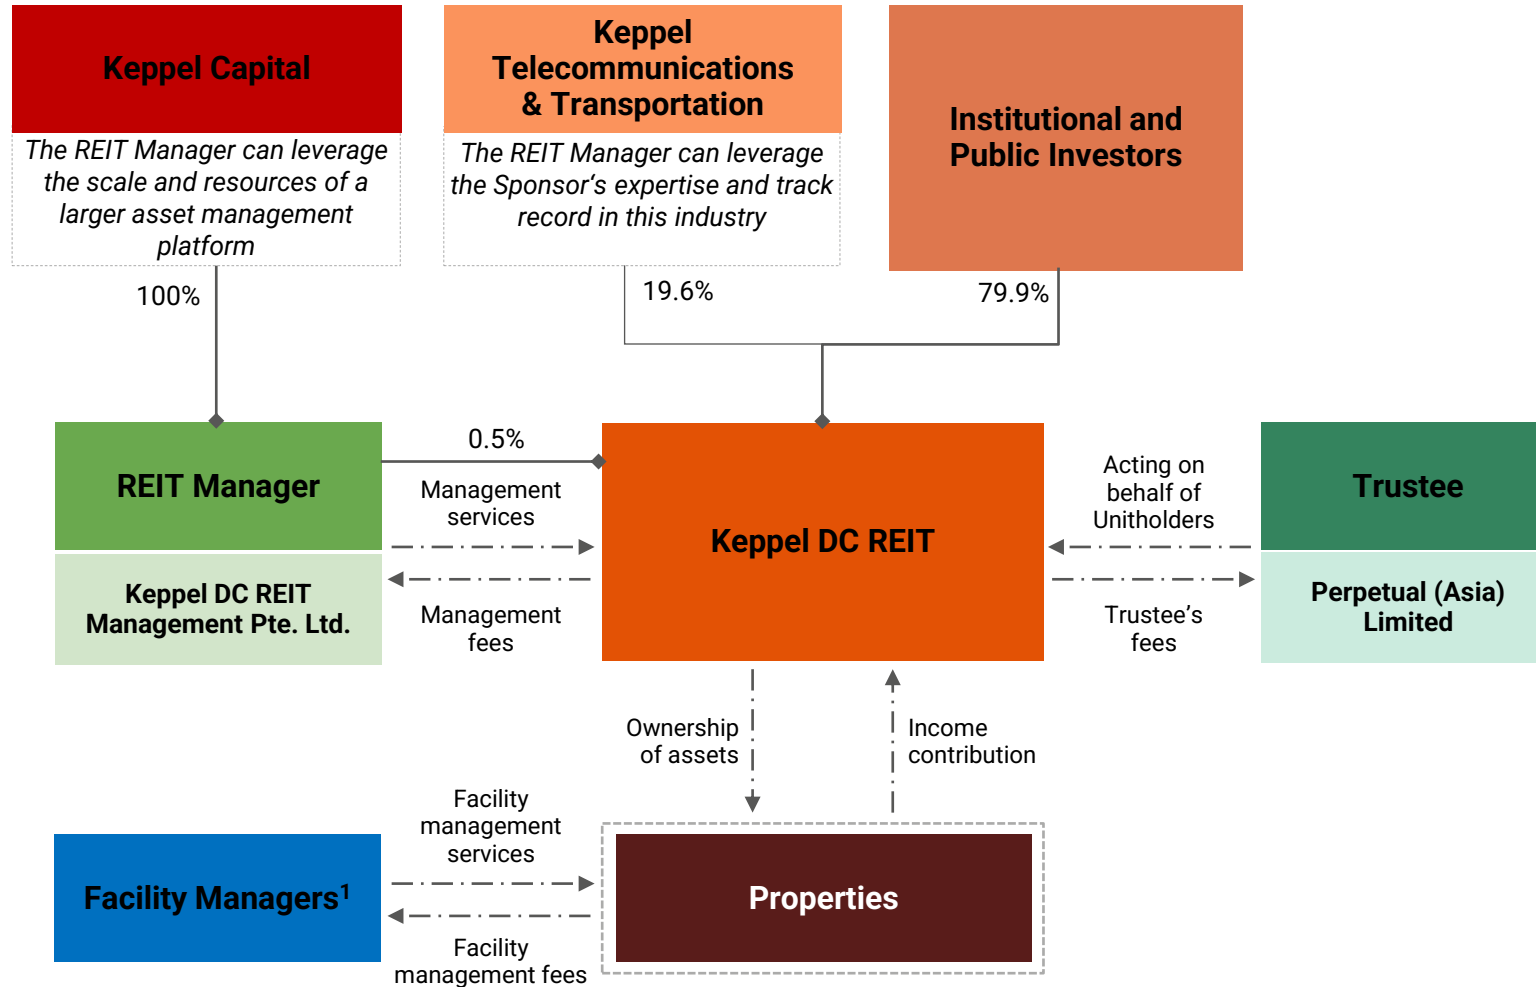 Keppel Capital
The REIT Manager can leverage
the scale and resources of a
larger asset management
platform
Keppel
Telecommunications
& Transportation
The REIT Manager can leverage
the Sponsor‘s expertise and track
record in this industry
Institutional and
Public Investors
100%
19.6%
79.9%
REIT Manager
Keppel DC REIT
Management Pte. Ltd.
0.5%
Management
services
Management
fees
Keppel DC REIT
Acting on
behalf of
Unitholders
Trustee’s
fees
Trustee
Perpetual (Asia)
Limited
Ownership
of assets
Income
contribution
Facility Managers¹
Facility
management
services
Facility
management fees
Properties